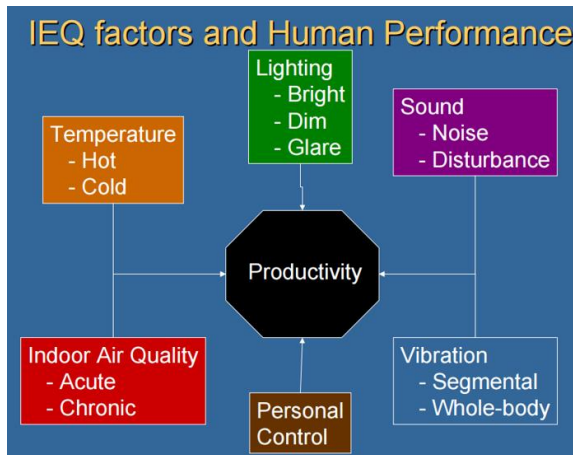 IEQ factors and Human Performance
Lighting
- Bright
- Dim
- Glare
Sound
- Noise
- Disturbance
Temperature
- Hot
- Cold
Productivity
Indoor Air Quality
- Acute
- Chronic
Personal
Control
Vibration
- Segmental
- Whole-body